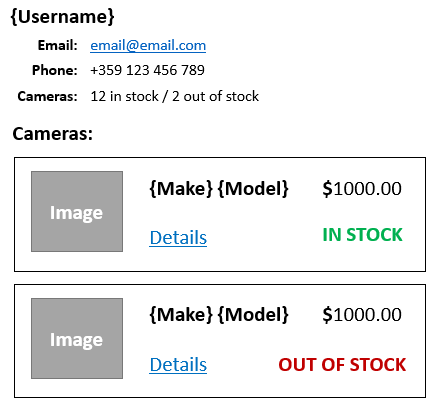 {Username}
Email: email@email.com
Phone: +359 123 456 789
Cameras: 12 in stock / 2 out of stock
Cameras:
Image
{Make} {Model} $1000.00
Details IN STOCK
Image
{Make} {Model} $1000.00
Details OUT OF STOCK